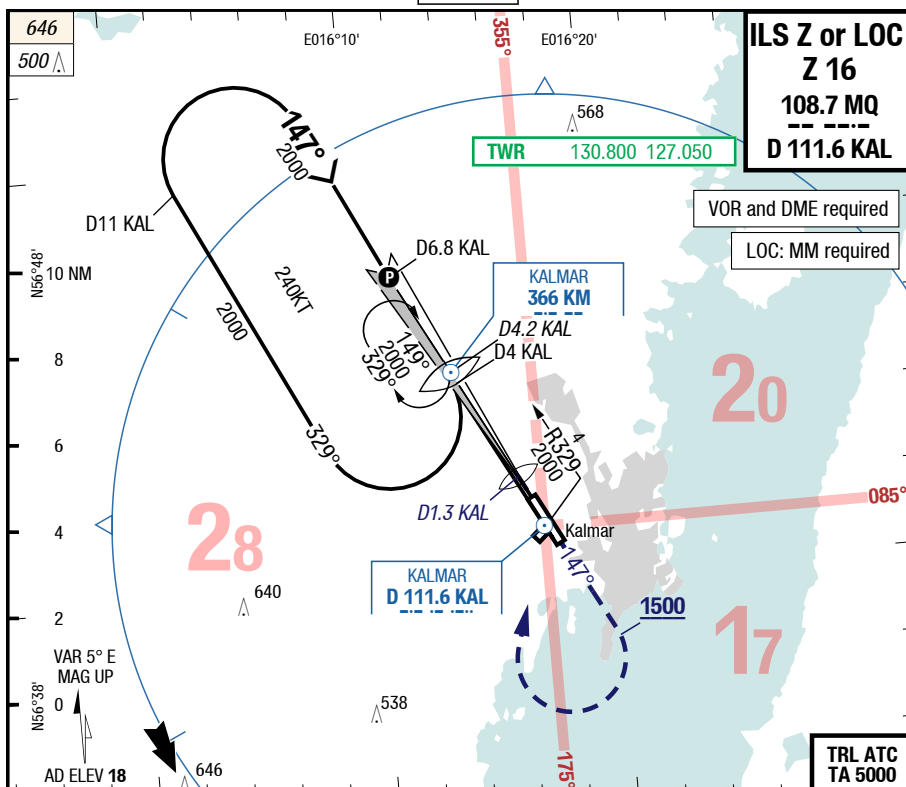 646
500
E016°10'
355°
E016°20'
ILS Z or LOC
Z 16
108.7 MQ
D 111.6 KAL
568
TWR 130.800 127.050
147°
2000
VOR and DME required
LOC: MM required
D11 KAL
D6.8 KAL
P
N56°48'
10 NM
KALMAR
366 KM
240KT
2000
D4.2 KAL
D4 KAL
149°
2000
329°
8
20
6
329°
4
R329
2000
D1.3 KAL
085°
4
28
Kalmar
147°
KALMAR
D 111.6 KAL
640
2
1500
17
VAR 5° E
MAG UP
N56°38'
0
538
AD ELEV 18
646
175°
TRL ATC
TA 5000